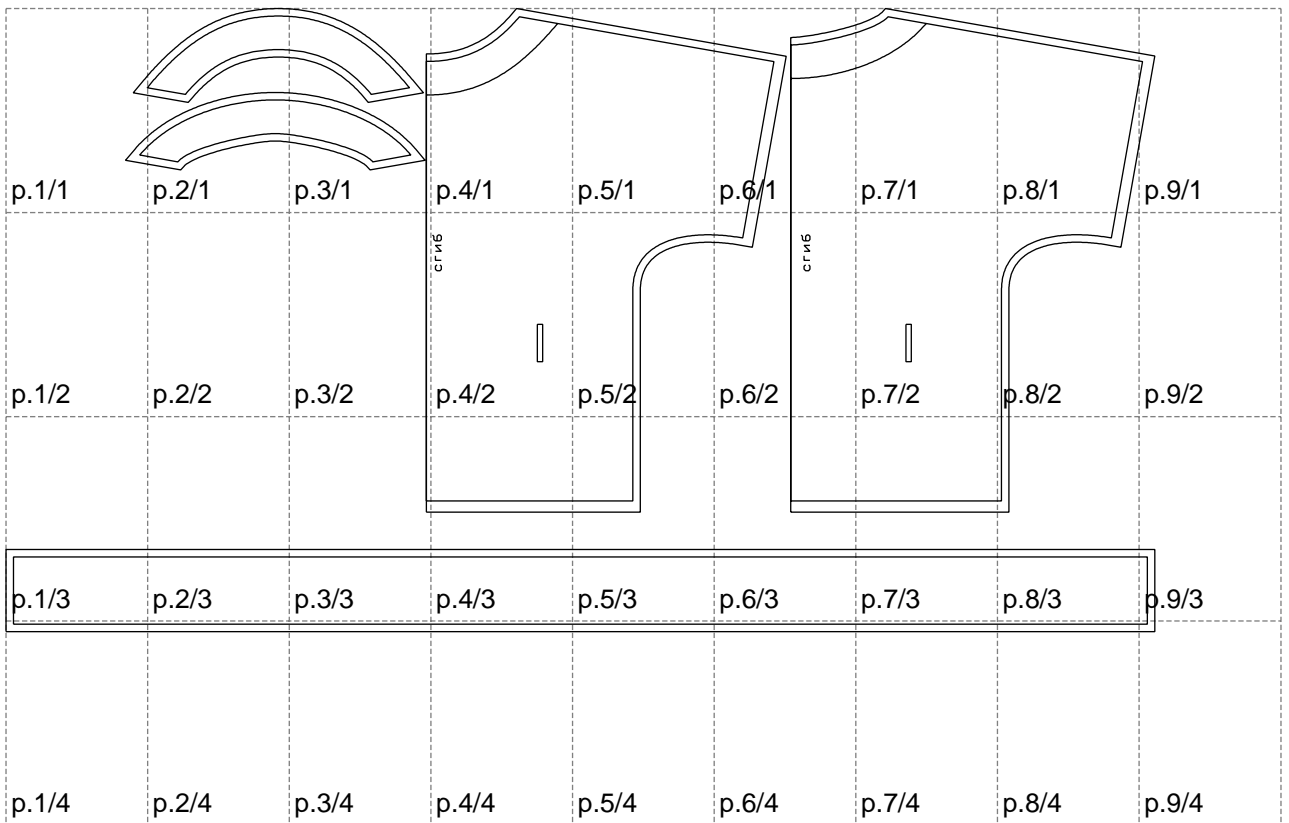 p.1/1 p.2/1 p.3/1 p.4/1 p.5/1 p.6/1 p.7/1 p.8/1 p.9/1
сгиб сгиб
p.1/2 p.2/2 p.3/2 p.4/2 p.5/2 p.6/2 p.7/2 p.8/2 p.9/2
p.1/3 p.2/3 p.3/3 p.4/3 p.5/3 p.6/3 p.7/3 p.8/3 p.9/3
p.1/4 p.2/4 p.3/4 p.4/4 p.5/4 p.6/4 p.7/4 p.8/4 p.9/4